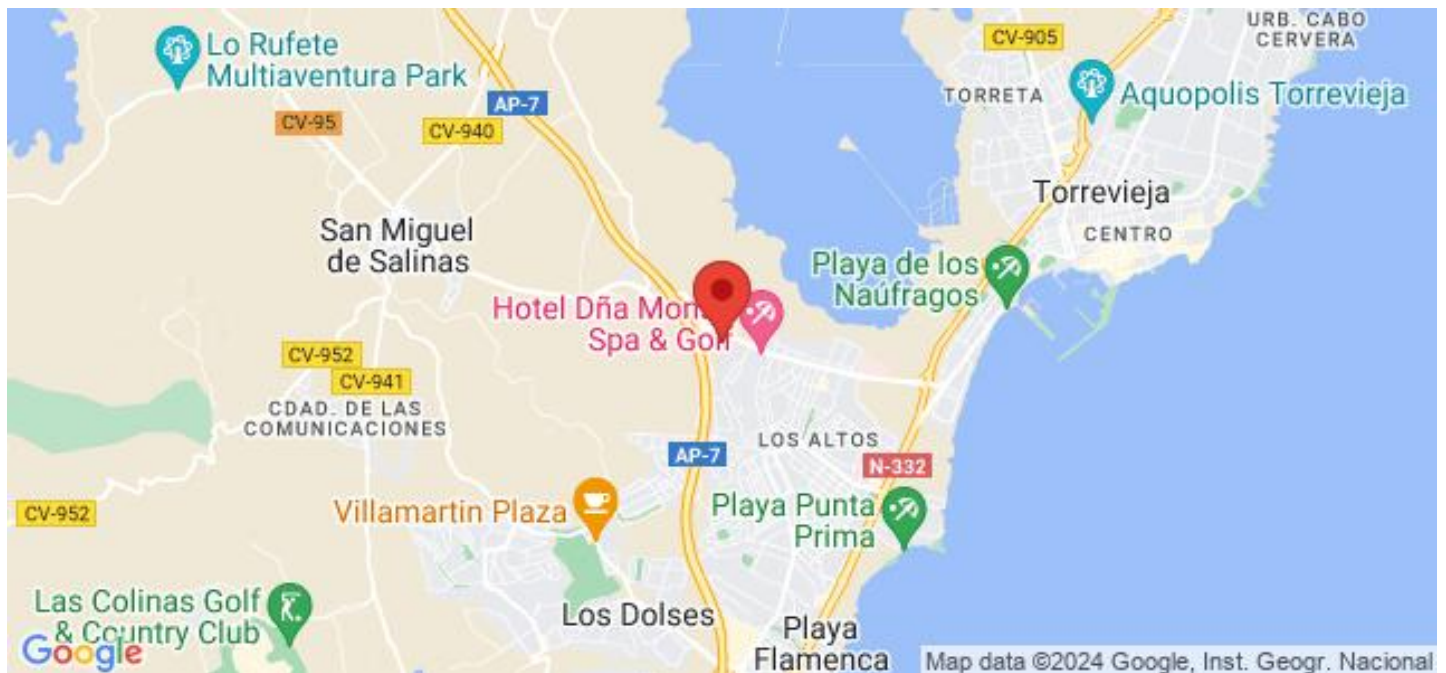 URB. CABO
CERVERA
Lo Rufete
Multiaventura Park
CV-905
TORRETA
Aquopolis Torrevieja
AP-7
CV-95
CV-940
Torrevieja
San Miguel
de Salinas
CENTRO
Playa de los
Naúfragos
Hotel Dña Mon
Spa & Golf
CV-952
CV-941
CDAD. DE LAS
COMUNICACIONES
LOS ALTOS
AP-7
N-332
CV-952
Villamartin Plaza
Playa Punta
Prima
Las Colinas Golf
& Country Club
Los Dolses
Playa
Flamenca
Google
Map data ©2024 Google, Inst. Geogr. Nacional